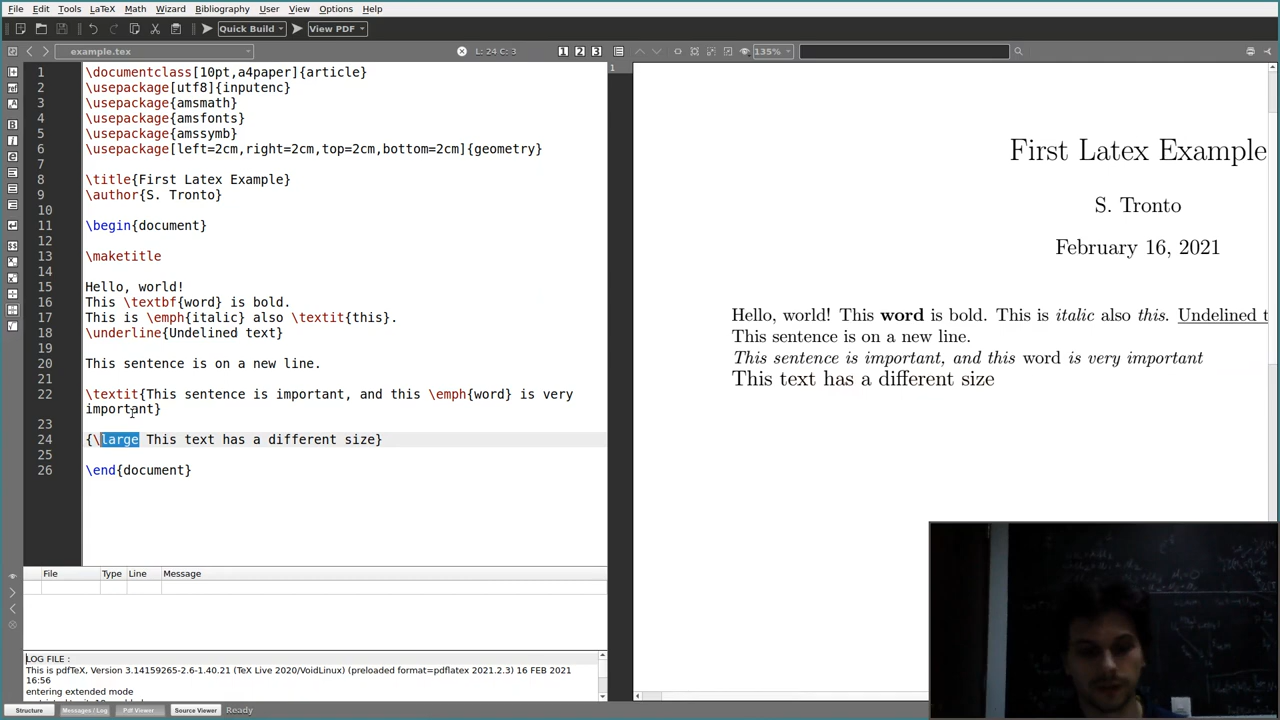 File Edit Tools LaTeX Math Wizard Bibliography User View Options Help
Quick Build View PDF
example.tex L: 24 C: 3 1 2 3 135%
1 \documentclass[10pt,a4paper]{article}
2 \usepackage[utf8]{inputenc}
3 \usepackage{amsmath}
4 \usepackage{amsfonts}
5 \usepackage{amssymb}
6 \usepackage[left=2cm,right=2cm,top=2cm,bottom=2cm]{geometry}
7
8 \title{First Latex Example}
9 \author{S. Tronto}
10
11 \begin{document}
12
13 \maketitle
14
15 Hello, world!
16 This \textbf{word} is bold.
17 This is \emph{italic} also \textit{this}.
18 \underline{Undelined text}
19
20 This sentence is on a new line.
21
22 \textit{This sentence is important, and this \emph{word} is very
important}
23
24 {\large This text has a different size}
25
26 \end{document}
1
First Latex Example
S. Tronto
February 16, 2021
Hello, world! This word is bold. This is italic also this. Undelined t
This sentence is on a new line.
This sentence is important, and this word is very important
This text has a different size
File Type Line Message
LOG FILE :
This is pdfTeX, Version 3.14159265-2.6-1.40.21 (TeX Live 2020/VoidLinux) (preloaded format=pdflatex 2021.2.3) 16 FEB 2021
16:56
entering extended mode
Structure Messages / Log Pdf Viewer Source Viewer Ready